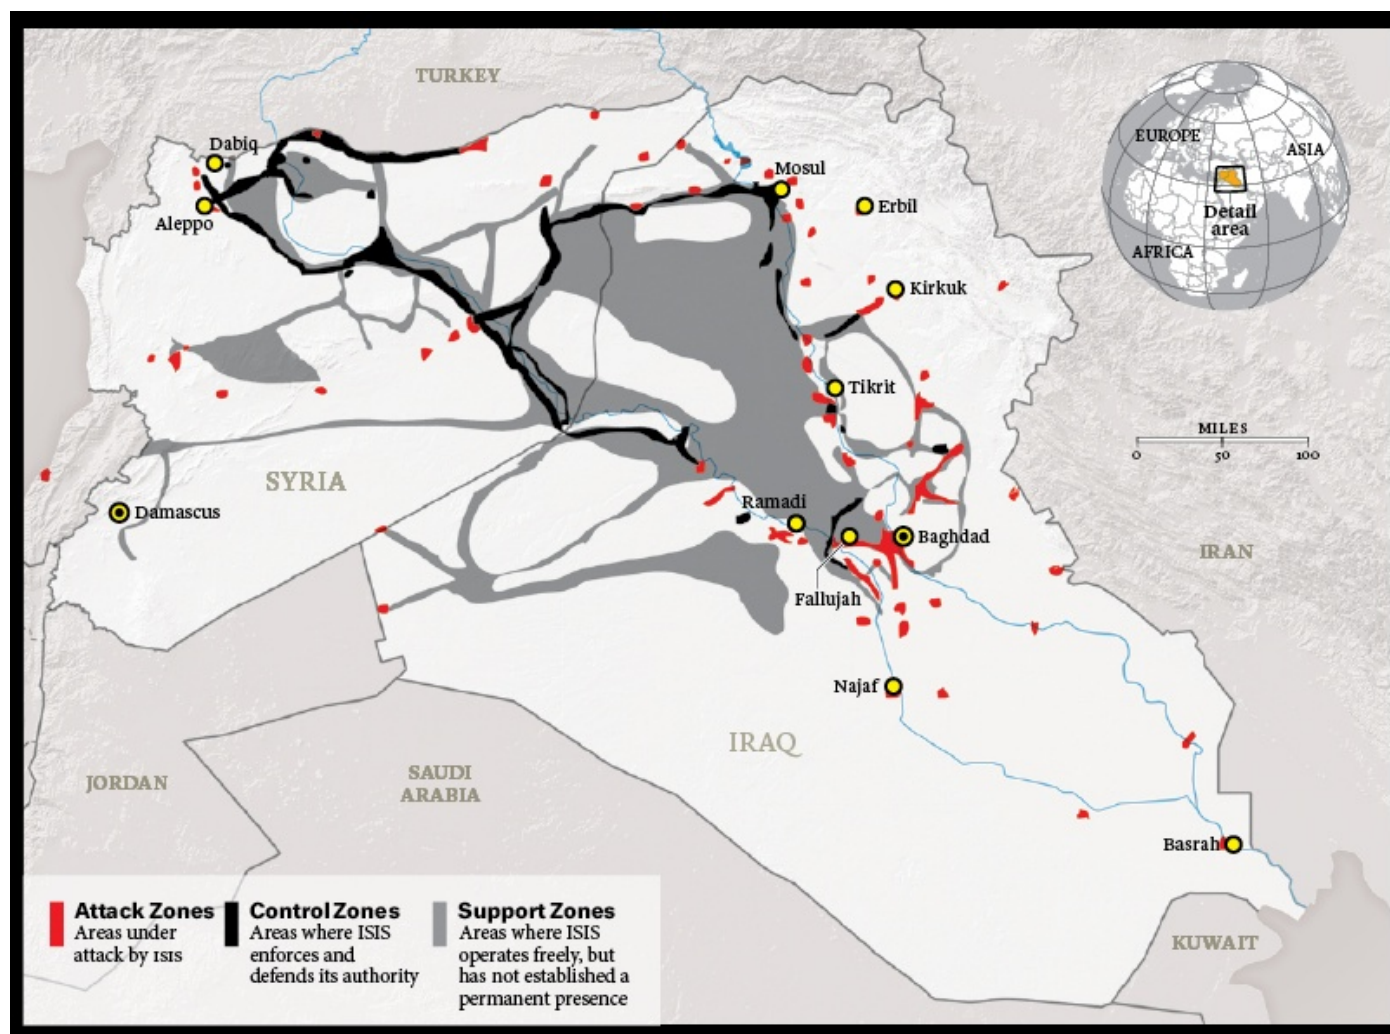 TURKEY
EUROPE
ASIA
Detail
area
AFRICA
Dabiq
Mosul
Aleppo
Erbil
Kirkuk
Tikrit
MILES
0 50 100
SYRIA
Ramadi
Damascus
Baghdad
IRAN
Fallujah
Najaf
IRAQ
JORDAN
SAUDI
ARABIA
Basrah
KUWAIT
Attack Zones
Areas under
attack by ISIS
Control Zones
Areas where ISIS
enforces and
defends its authority
Support Zones
Areas where ISIS
operates freely, but
has not established a
permanent presence